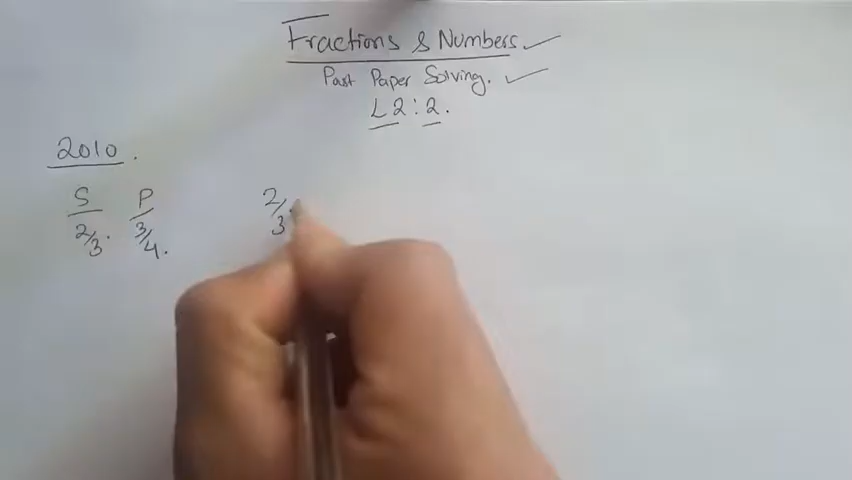 Fractions & Numbers
Past Paper Solving.
L2:2.
2010.
S P
2/3. 3/4. 2/3